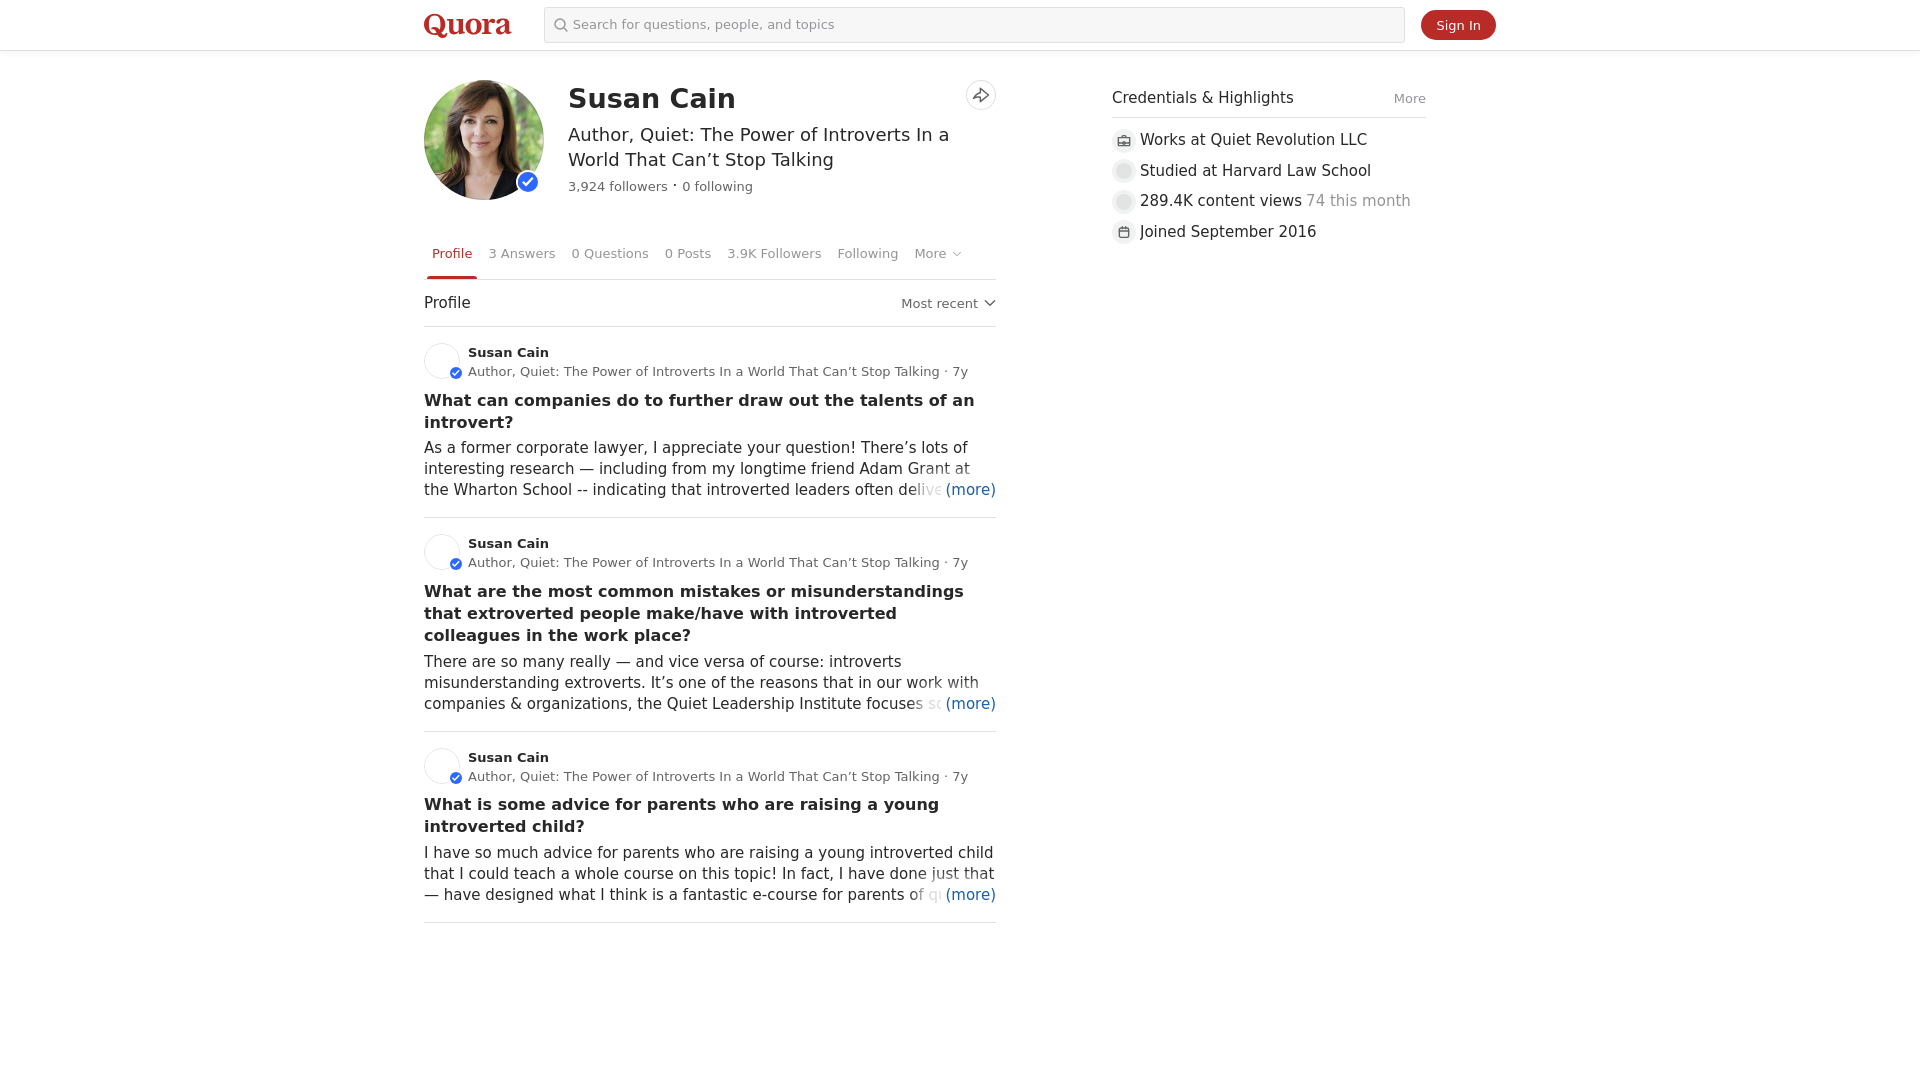 Quora
Search for questions, people, and topics
Sign In
Susan Cain
Author, Quiet: The Power of Introverts In a
World That Can’t Stop Talking
3,924 followers · 0 following
Profile
3 Answers
0 Questions
0 Posts
3.9K Followers
Following
More
Profile
Most recent
Susan Cain
Author, Quiet: The Power of Introverts In a World That Can’t Stop Talking · 7y
What can companies do to further draw out the talents of an
introvert?
As a former corporate lawyer, I appreciate your question! There’s lots of
interesting research — including from my longtime friend Adam Grant at
the Wharton School -- indicating that introverted leaders often (more)
Susan Cain
Author, Quiet: The Power of Introverts In a World That Can’t Stop Talking · 7y
What are the most common mistakes or misunderstandings
that extroverted people make/have with introverted
colleagues in the work place?
There are so many really — and vice versa of course: introverts
misunderstanding extroverts. It’s one of the reasons that in our work with
companies & organizations, the Quiet Leadership Institute focuses (more)
Susan Cain
Author, Quiet: The Power of Introverts In a World That Can’t Stop Talking · 7y
What is some advice for parents who are raising a young
introverted child?
I have so much advice for parents who are raising a young introverted child
that I could teach a whole course on this topic! In fact, I have done just that
— have designed what I think is a fantastic e-course for parents of (more)
Credentials & Highlights
More
Works at Quiet Revolution LLC
Studied at Harvard Law School
289.4K content views 74 this month
Joined September 2016